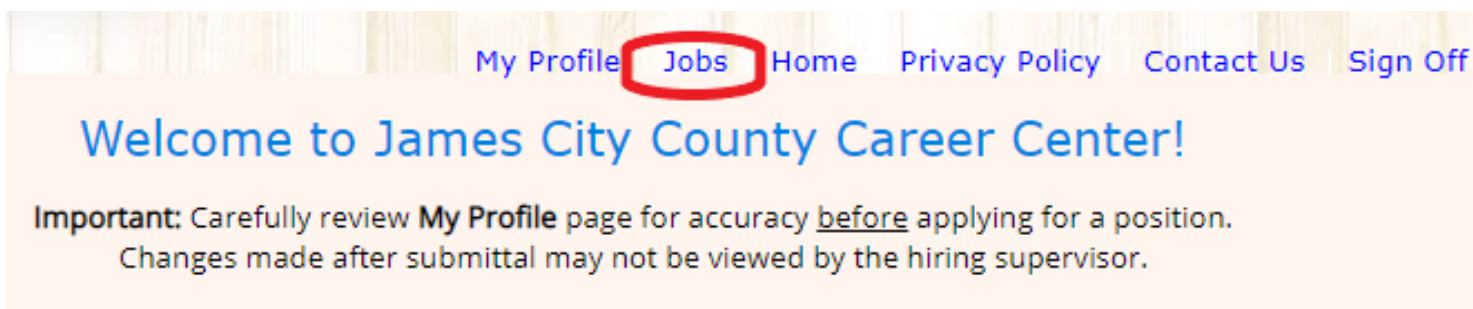 My Profile Jobs Home Privacy Policy Contact Us Sign Off
Welcome to James City County Career Center!
Important: Carefully review My Profile page for accuracy before applying for a position.
Changes made after submittal may not be viewed by the hiring supervisor.